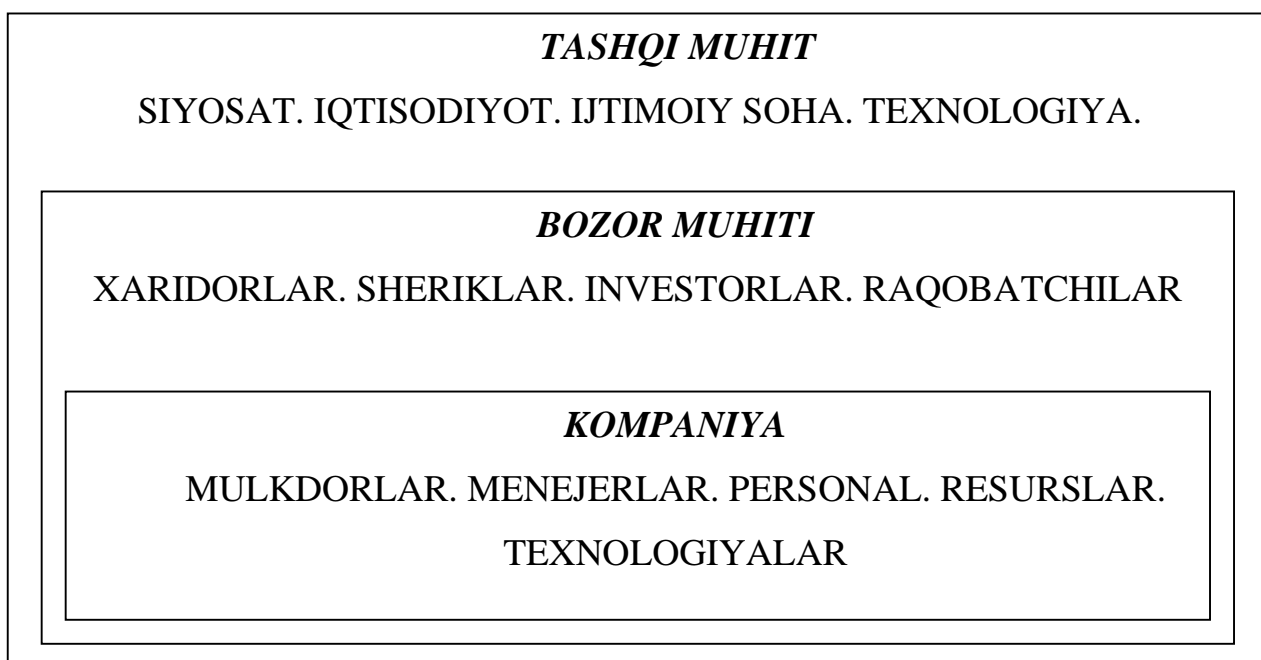 TASHQI MUHIT
SIYOSAT. IQTISODIYOT. IJTIMOIY SOHA. TEXNOLOGIYA.
BOZOR MUHITI
XARIDORLAR. SHERIKLAR. INVESTORLAR. RAQOBATCHILAR
KOMPANIYA
MULKDORLAR. MENEJERLAR. PERSONAL. RESURSLAR.
TEXNOLOGIYALAR